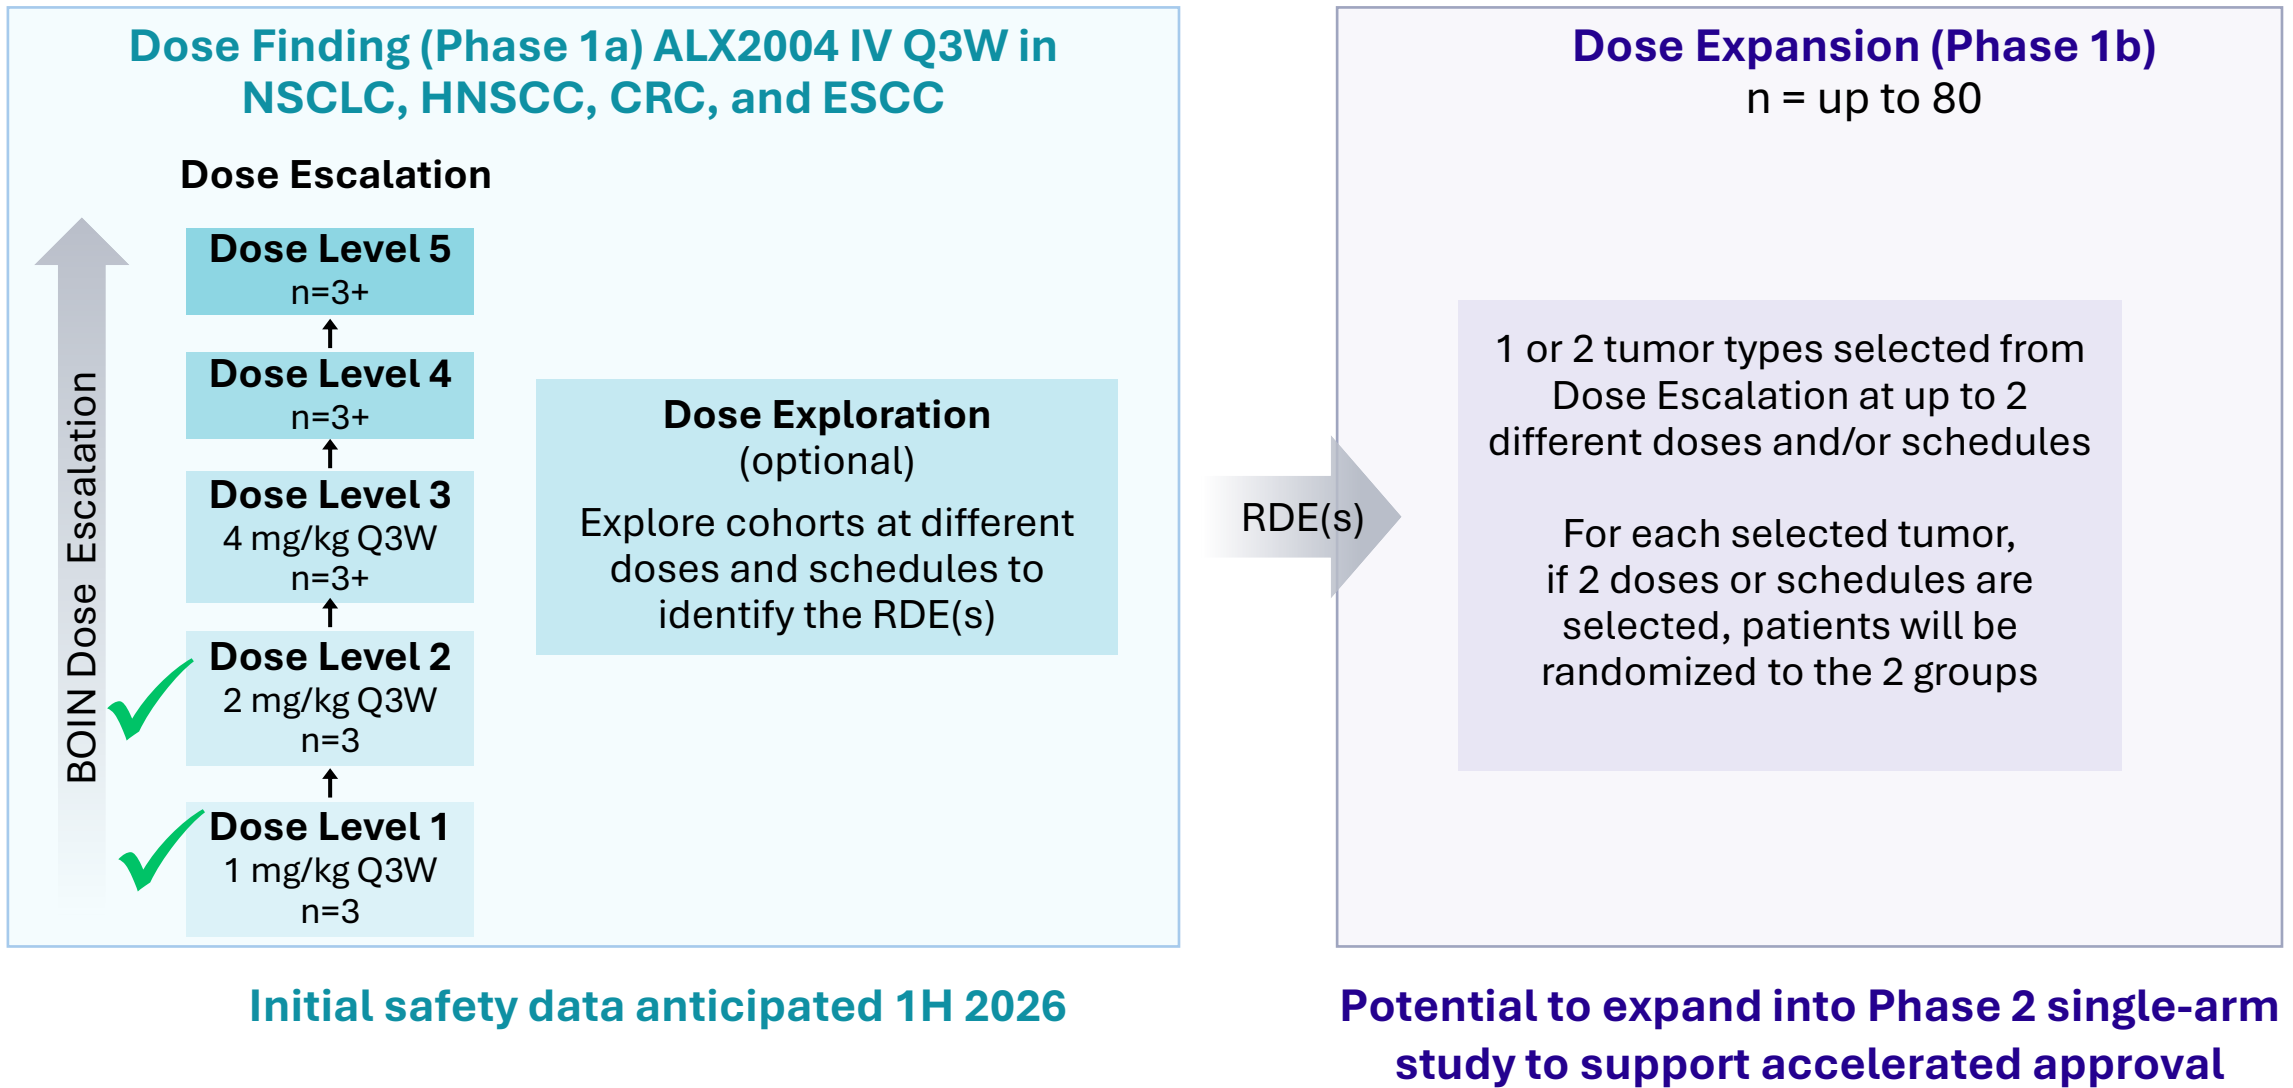 Dose Finding (Phase 1a) ALX2004 IV Q3W in
NSCLC, HNSCC, CRC, and ESCC
Dose Escalation
BOIN Dose Escalation
Dose Level 5
n=3+
Dose Level 4
n=3+
Dose Level 3
4 mg/kg Q3W
n=3+
Dose Level 2
2 mg/kg Q3W
n=3
Dose Level 1
1 mg/kg Q3W
n=3
Dose Exploration
(optional)
Explore cohorts at different
doses and schedules to
identify the RDE(s)
Initial safety data anticipated 1H 2026
RDE(s)
Dose Expansion (Phase 1b)
n = up to 80
1 or 2 tumor types selected from
Dose Escalation at up to 2
different doses and/or schedules
For each selected tumor,
if 2 doses or schedules are
selected, patients will be
randomized to the 2 groups
Potential to expand into Phase 2 single-arm
study to support accelerated approval